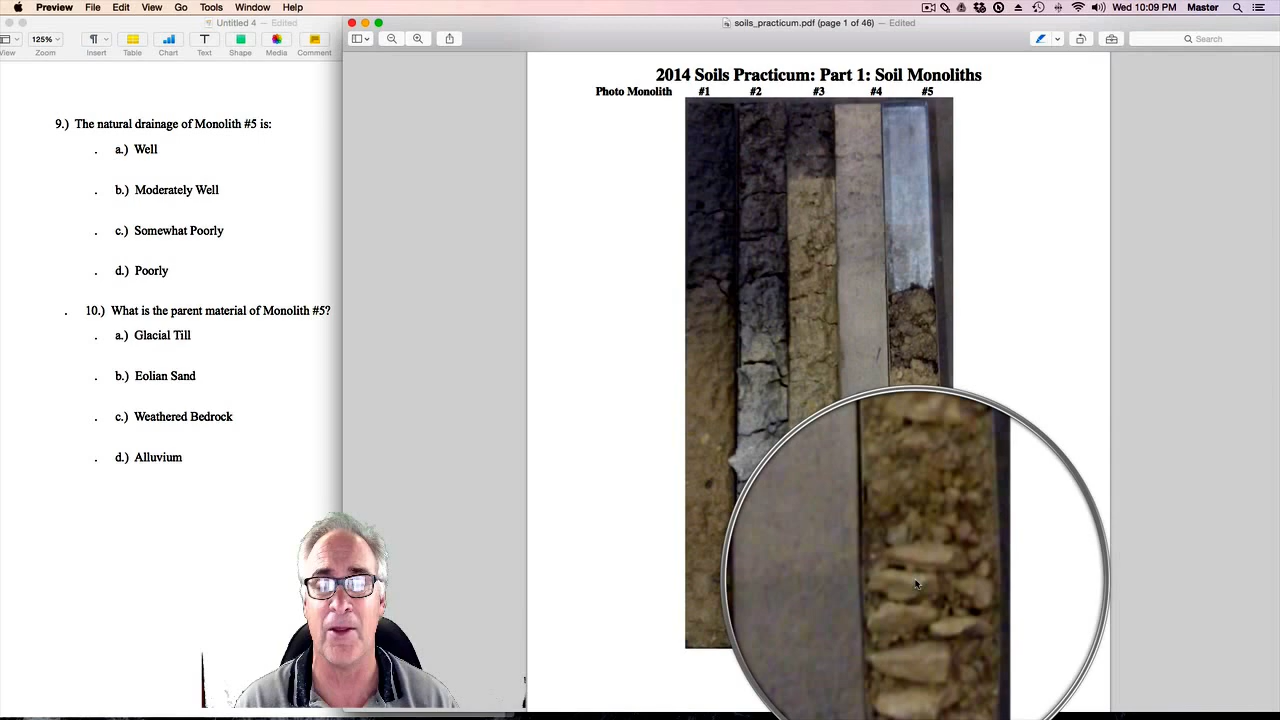 Preview File Edit View Go Tools Window Help
Wed 10:09 PM Master
Untitled 4 — Edited
125%
View Zoom Insert Table Chart Text Shape Media Comment
soils_practicum.pdf (page 1 of 46) — Edited
Search
9.) The natural drainage of Monolith #5 is:
. a.) Well
. b.) Moderately Well
. c.) Somewhat Poorly
. d.) Poorly
. 10.) What is the parent material of Monolith #5?
. a.) Glacial Till
. b.) Eolian Sand
. c.) Weathered Bedrock
. d.) Alluvium
2014 Soils Practicum: Part 1: Soil Monoliths
Photo Monolith #1 #2 #3 #4 #5